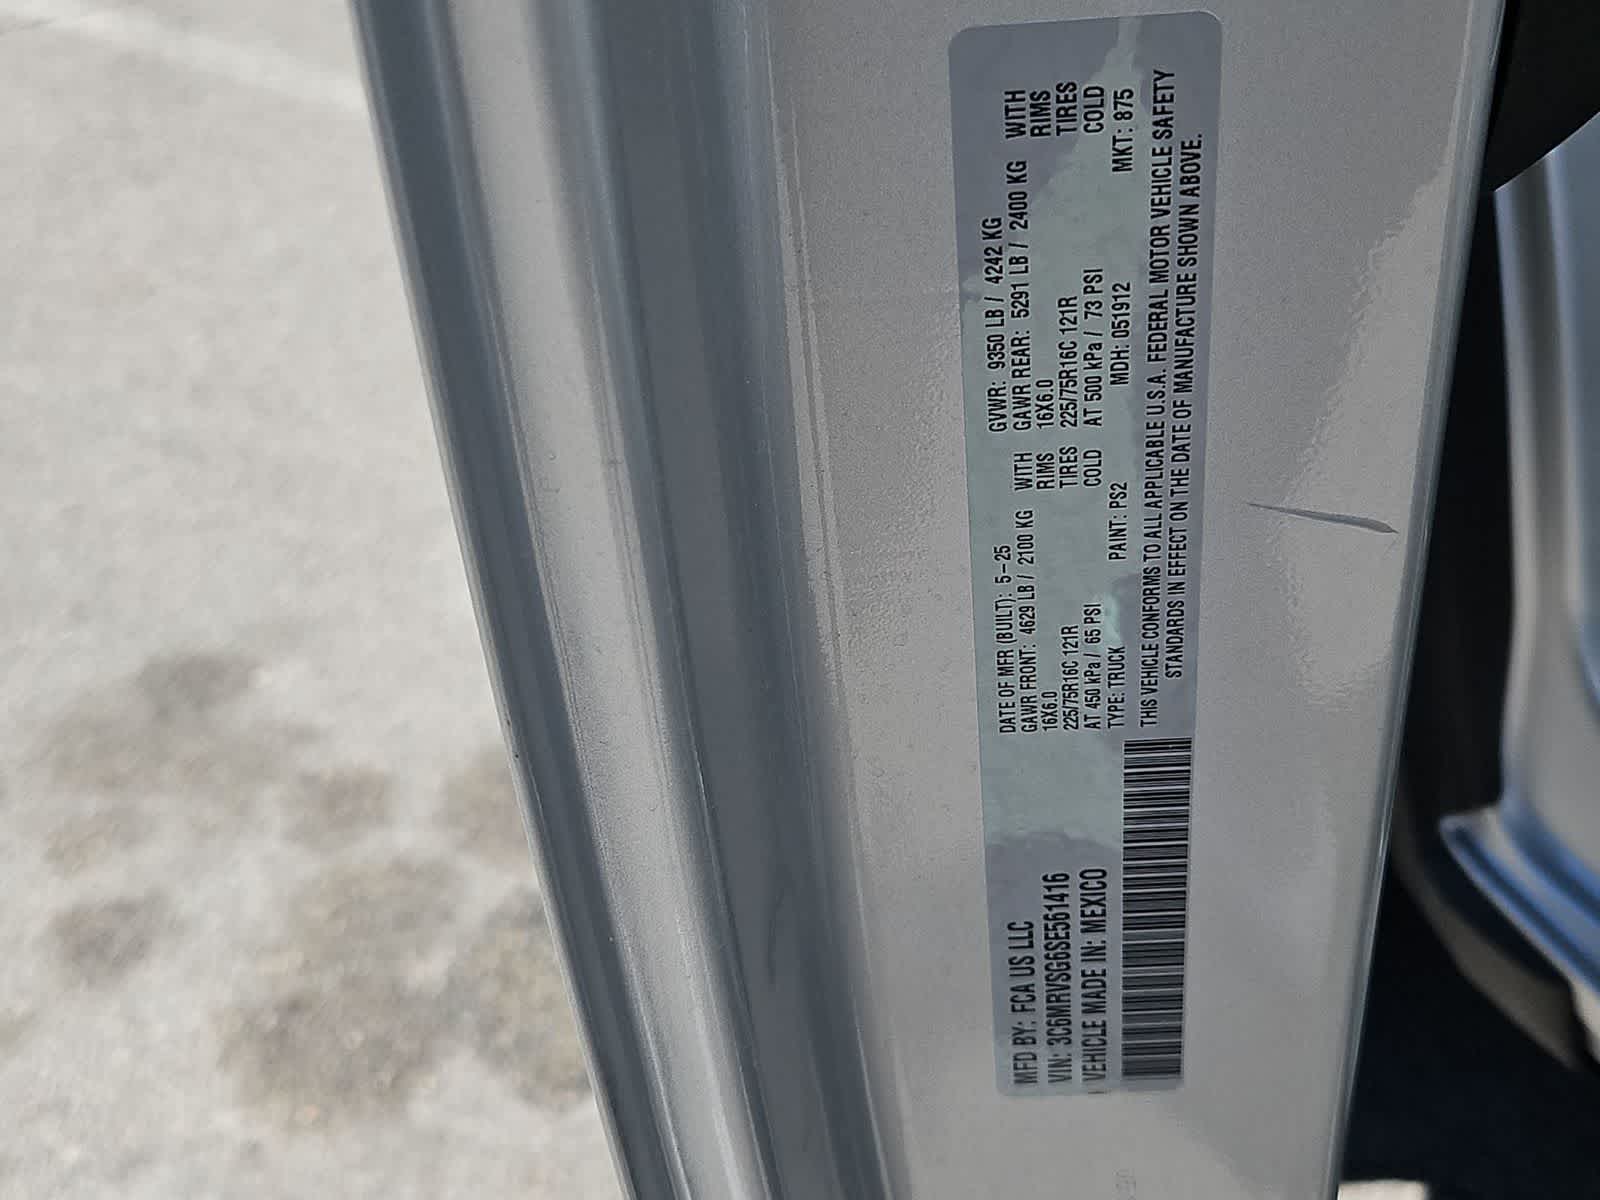 MFD BY: FCA US LLC
VIN: 3C6MRVSG6SE561416
VEHICLE MADE IN: MEXICO
DATE OF MFR (BUILT): 5-25 GVWR: 9350 LB / 4242 KG
GAWR FRONT: 4629 LB / 2100 KG WITH GAWR REAR: 5291 LB / 2400 KG WITH
16X6.0 RIMS 16X6.0 RIMS
225/75R16C 121R TIRES 225/75R16C 121R TIRES
AT 450 kPa / 65 PSI COLD AT 500 kPa / 73 PSI COLD
TYPE: TRUCK PAINT: PS2 MDH: 051912 MKT: 875
THIS VEHICLE CONFORMS TO ALL APPLICABLE U.S.A. FEDERAL MOTOR VEHICLE SAFETY
STANDARDS IN EFFECT ON THE DATE OF MANUFACTURE SHOWN ABOVE.